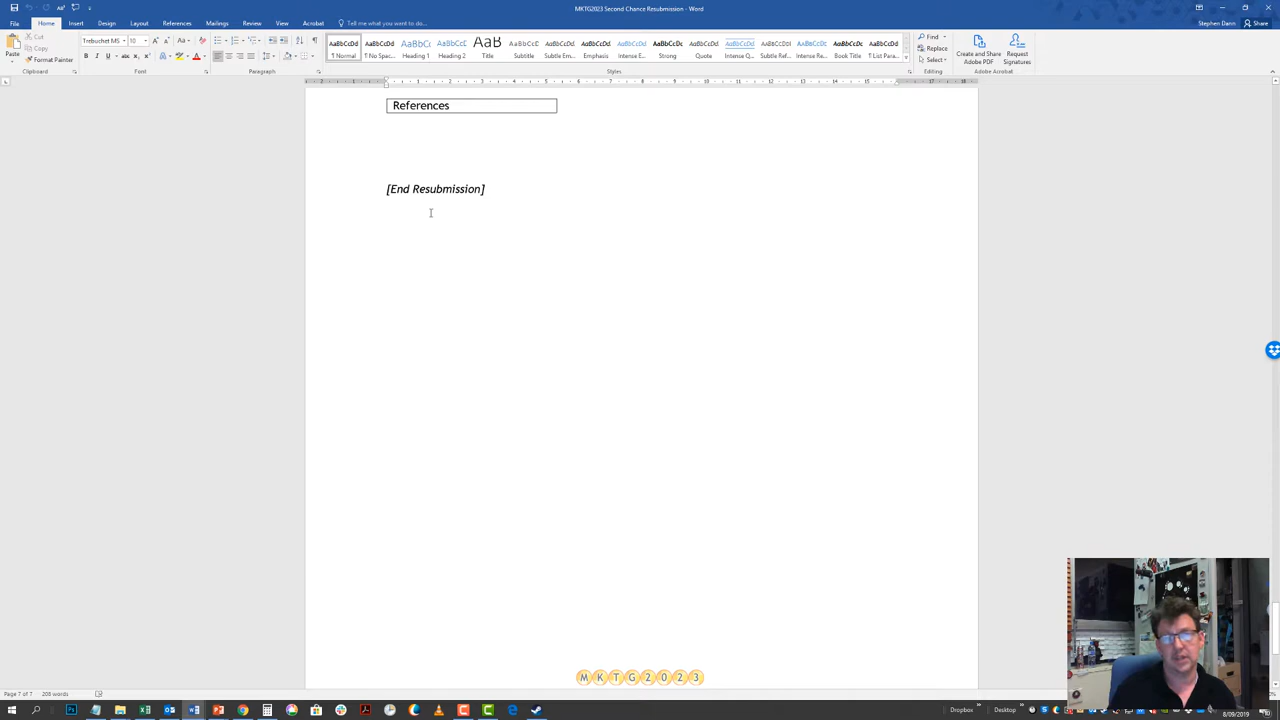 MKTG2023 Second Chance Resubmission - Word
Stephen Dann
Share
File
Home
Insert
Design
Layout
References
Mailings
Review
View
Acrobat
Tell me what you want to do...
Paste
Cut
Copy
Format Painter
Clipboard
Trebuchet MS
10
Font
Paragraph
AaBbCcDd
¶ Normal
AaBbCcDd
¶ No Spac...
AaBbCc
Heading 1
AaBbCcE
Heading 2
AaB
Title
AaBbCcD
Subtitle
AaBbCcDd
Subtle Em...
AaBbCcDd
Emphasis
AaBbCcDd
Intense E...
AaBbCcDc
Strong
AaBbCcDd
Quote
AaBbCcDd
Intense Q...
AaBbCcDd
Subtle Ref...
AaBbCcDd
Intense Re...
AaBbCcDd
Book Title
AaBbCcDd
¶ List Para...
Styles
Find
Replace
Select
Editing
Create and Share
Adobe PDF
Request
Signatures
Adobe Acrobat
References
[End Resubmission]
MKTG2023
Page 7 of 7
208 words
Dropbox
Desktop
8/09/2019